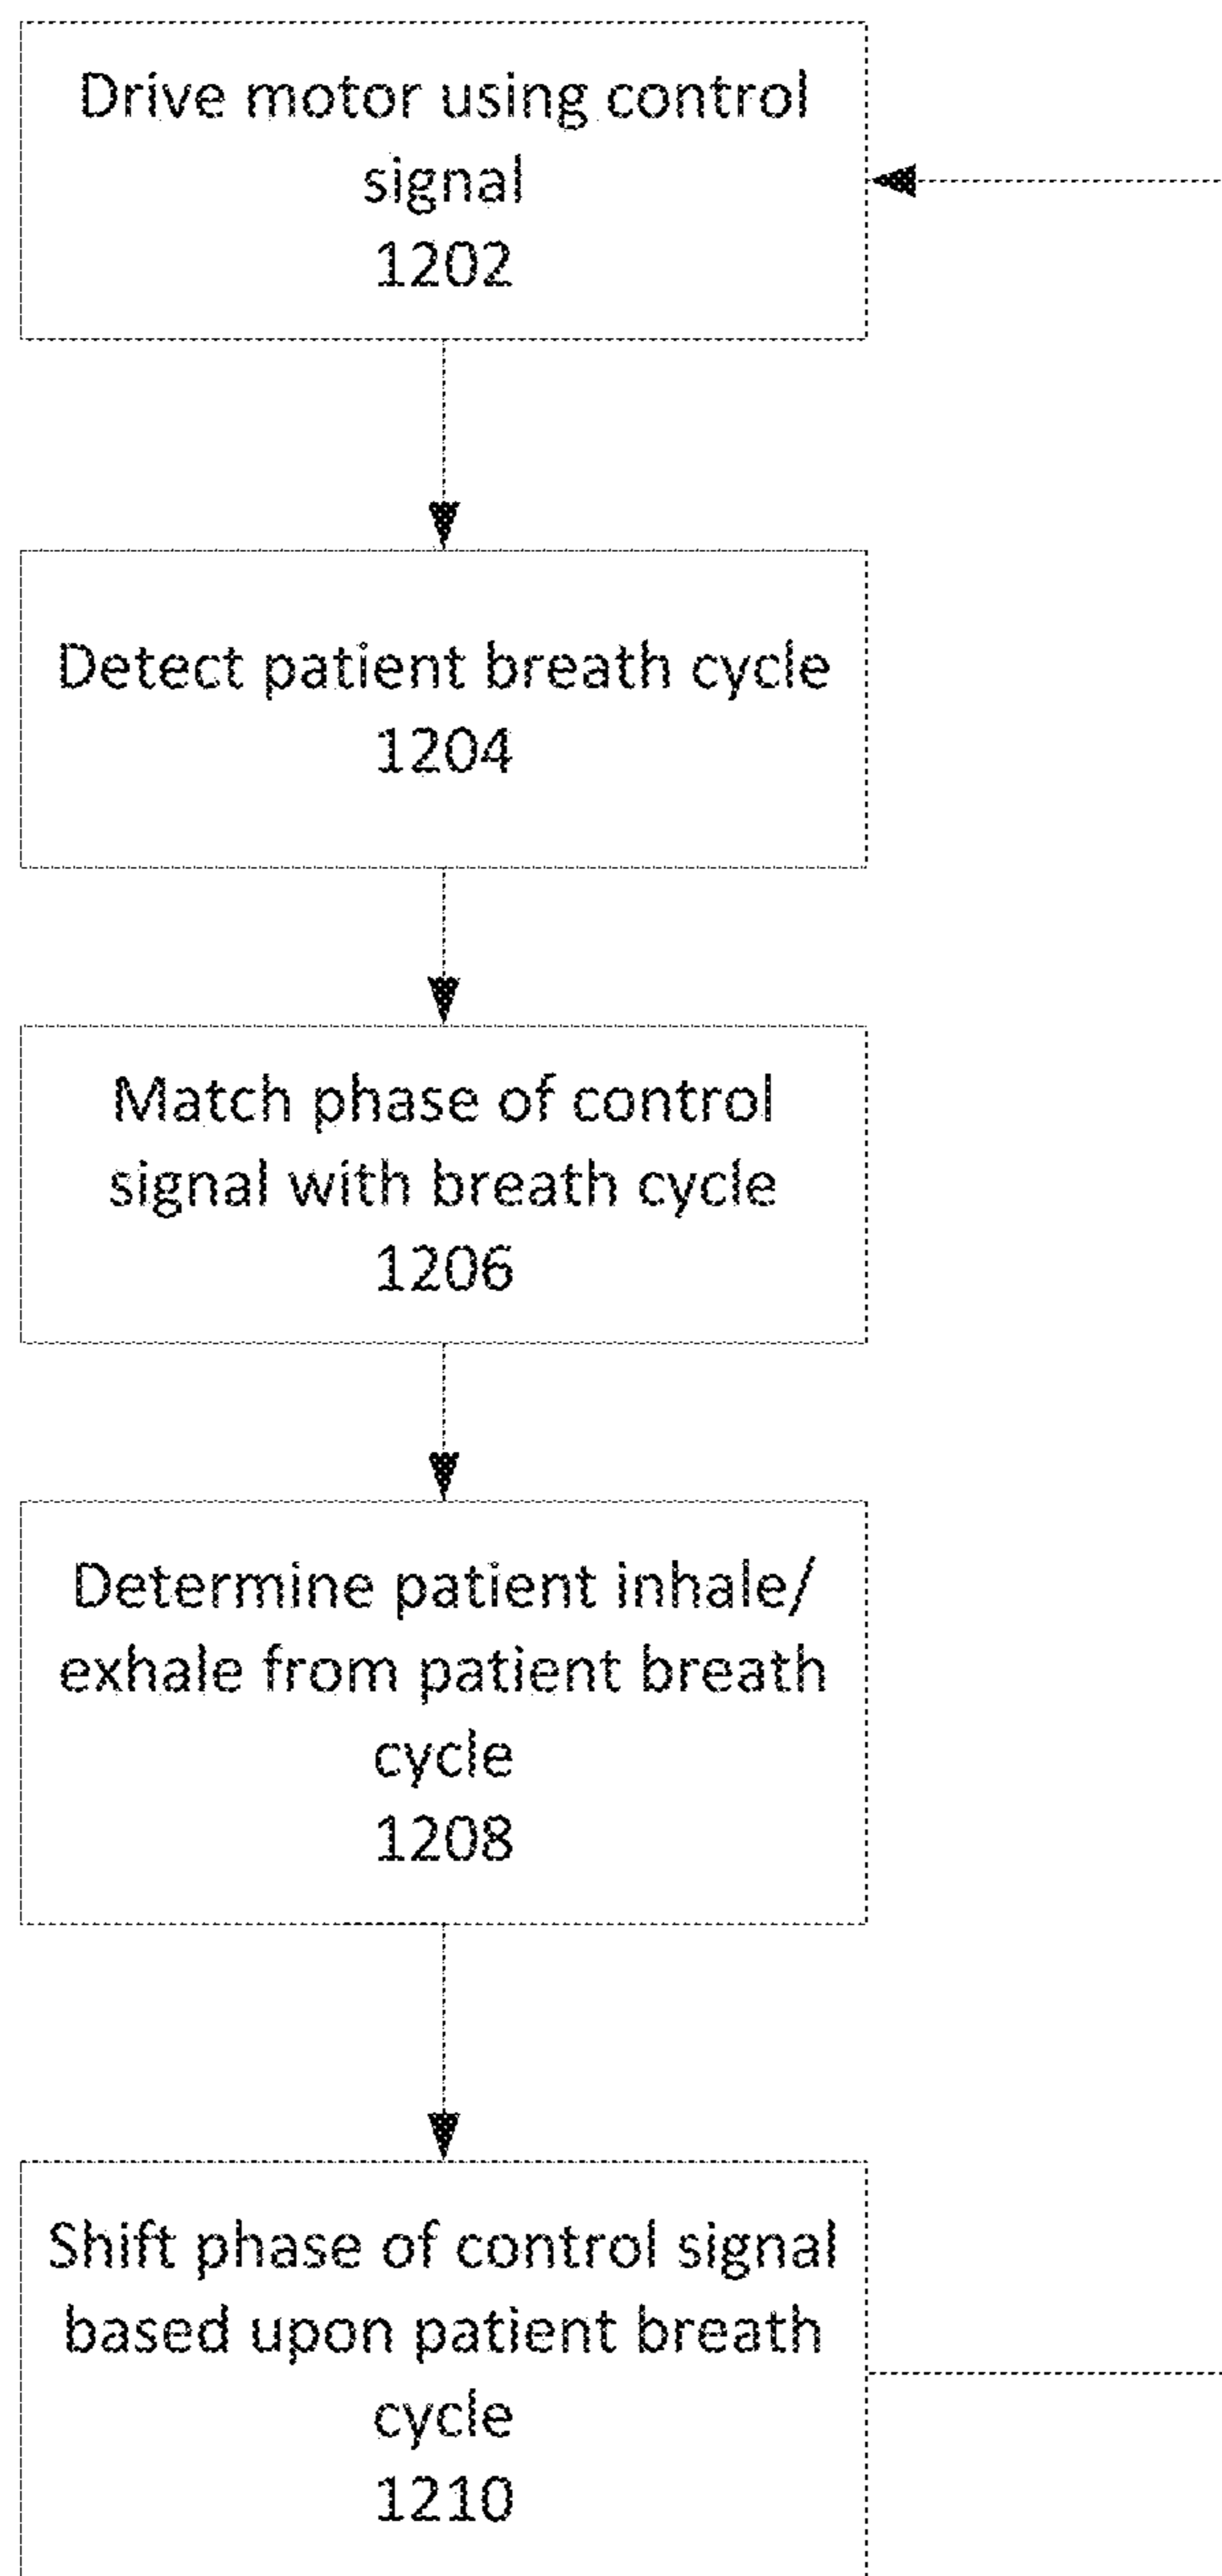 Drive motor using control
signal
1202
Detect patient breath cycle
1204
Match phase of control
signal with breath cycle
1206
Determine patient inhale/
exhale from patient breath
cycle
1208
Shift phase of control signal
based upon patient breath
cycle
1210